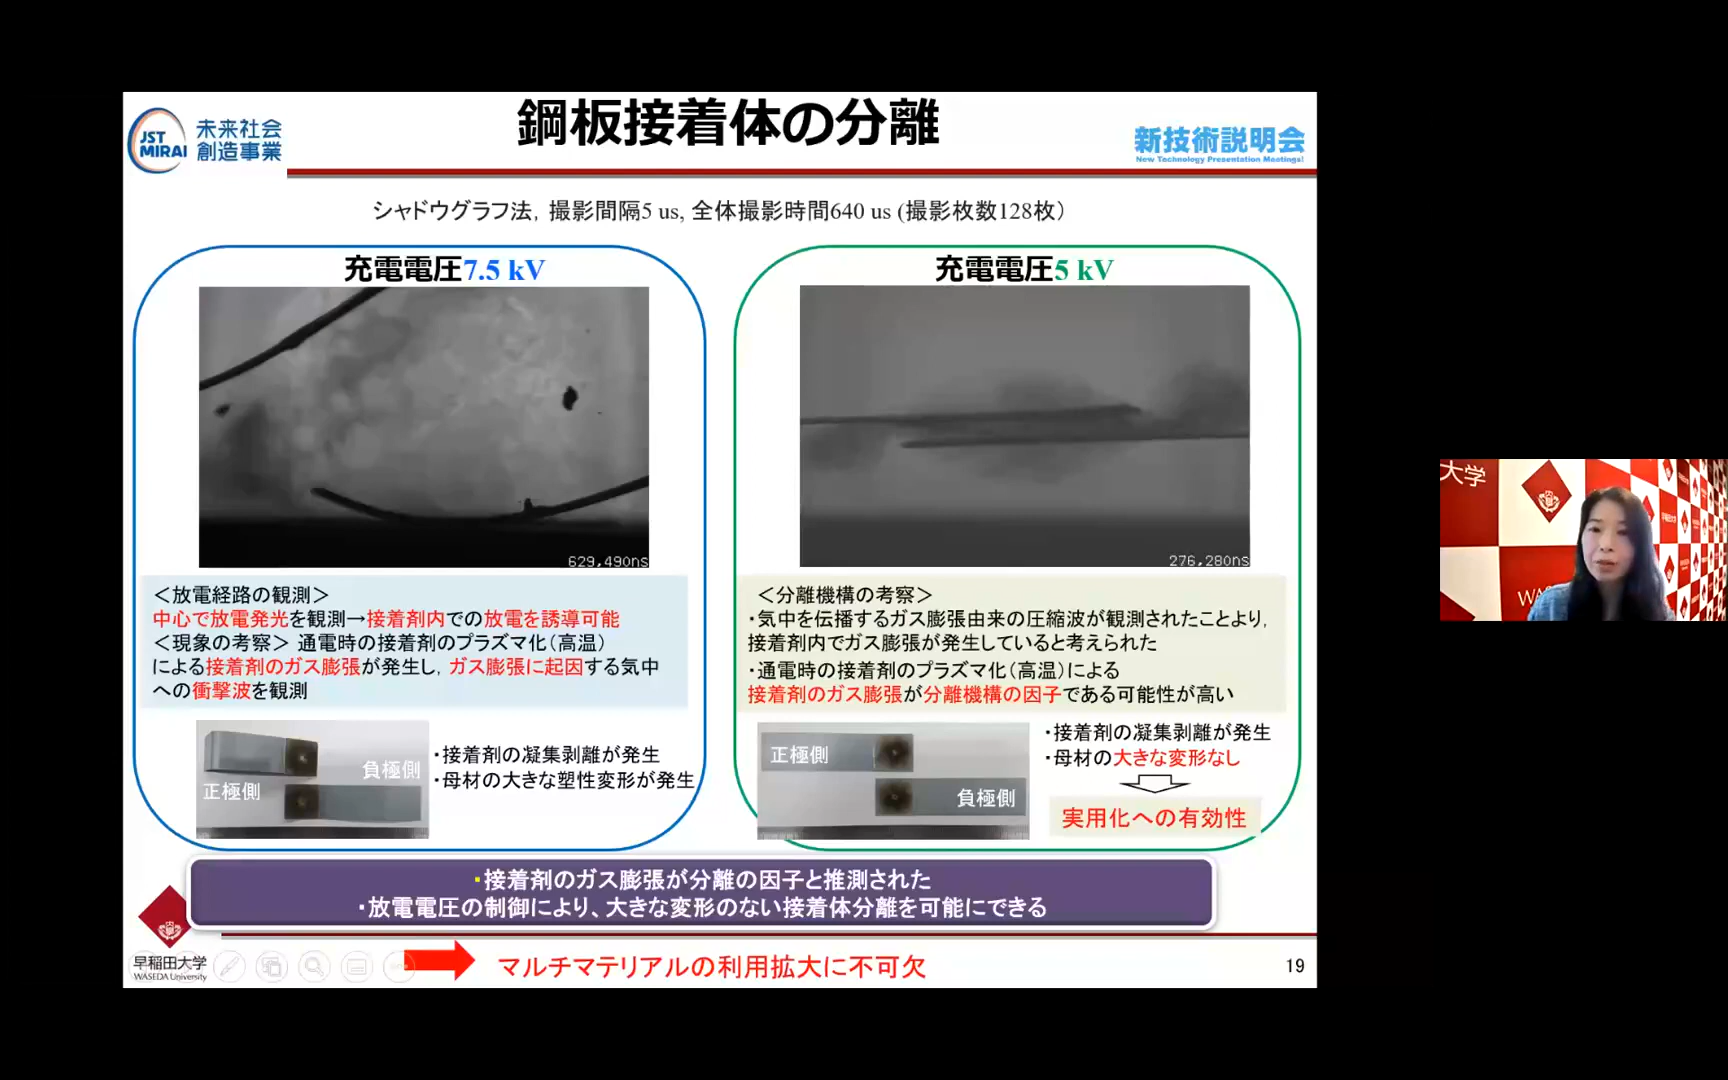 JST
MIRAI
未来社会
創造事業
鋼板接着体の分離
新技術説明会
New Technology Presentation Meetings!
シャドウグラフ法, 撮影間隔5 us, 全体撮影時間640 us (撮影枚数128枚)
充電電圧7.5 kV
629,490ns
＜放電経路の観測＞
中心で放電発光を観測→接着剤内での放電を誘導可能
＜現象の考察＞ 通電時の接着剤のプラズマ化（高温）
による接着剤のガス膨張が発生し, ガス膨張に起因する気中
への衝撃波を観測
負極側
正極側
・接着剤の凝集剥離が発生
・母材の大きな塑性変形が発生
充電電圧5 kV
276,280ns
＜分離機構の考察＞
・気中を伝播するガス膨張由来の圧縮波が観測されたことより,
接着剤内でガス膨張が発生していると考えられた
・通電時の接着剤のプラズマ化（高温）による
接着剤のガス膨張が分離機構の因子である可能性が高い
正極側
負極側
・接着剤の凝集剥離が発生
・母材の大きな変形なし
実用化への有効性
・接着剤のガス膨張が分離の因子と推測された
・放電電圧の制御により、大きな変形のない接着体分離を可能にできる
早稲田大学
WASEDA University
マルチマテリアルの利用拡大に不可欠
19
大学